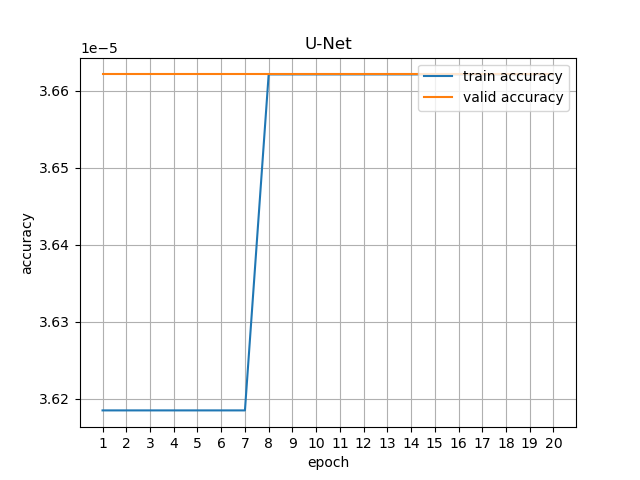 U-Net
1e−5
train accuracy
valid accuracy
3.66
3.65
3.64
3.63
3.62
accuracy
1 2 3 4 5 6 7 8 9 10 11 12 13 14 15 16 17 18 19 20
epoch